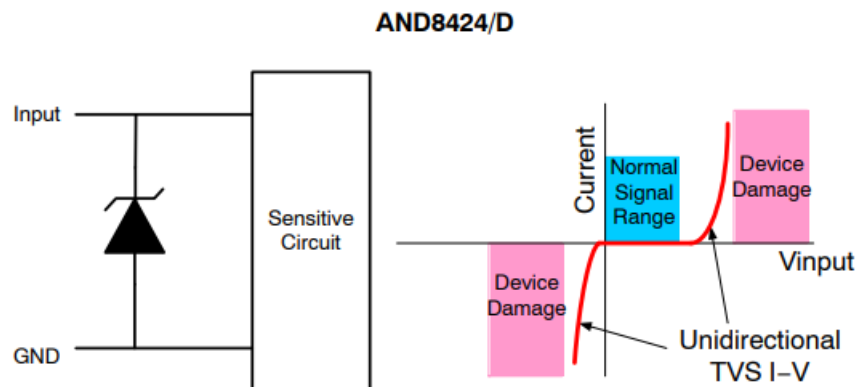 AND8424/D
Input
GND
Sensitive
Circuit
Current
Normal
Signal
Range
Device
Damage
Vinput
Device
Damage
Unidirectional
TVS I−V